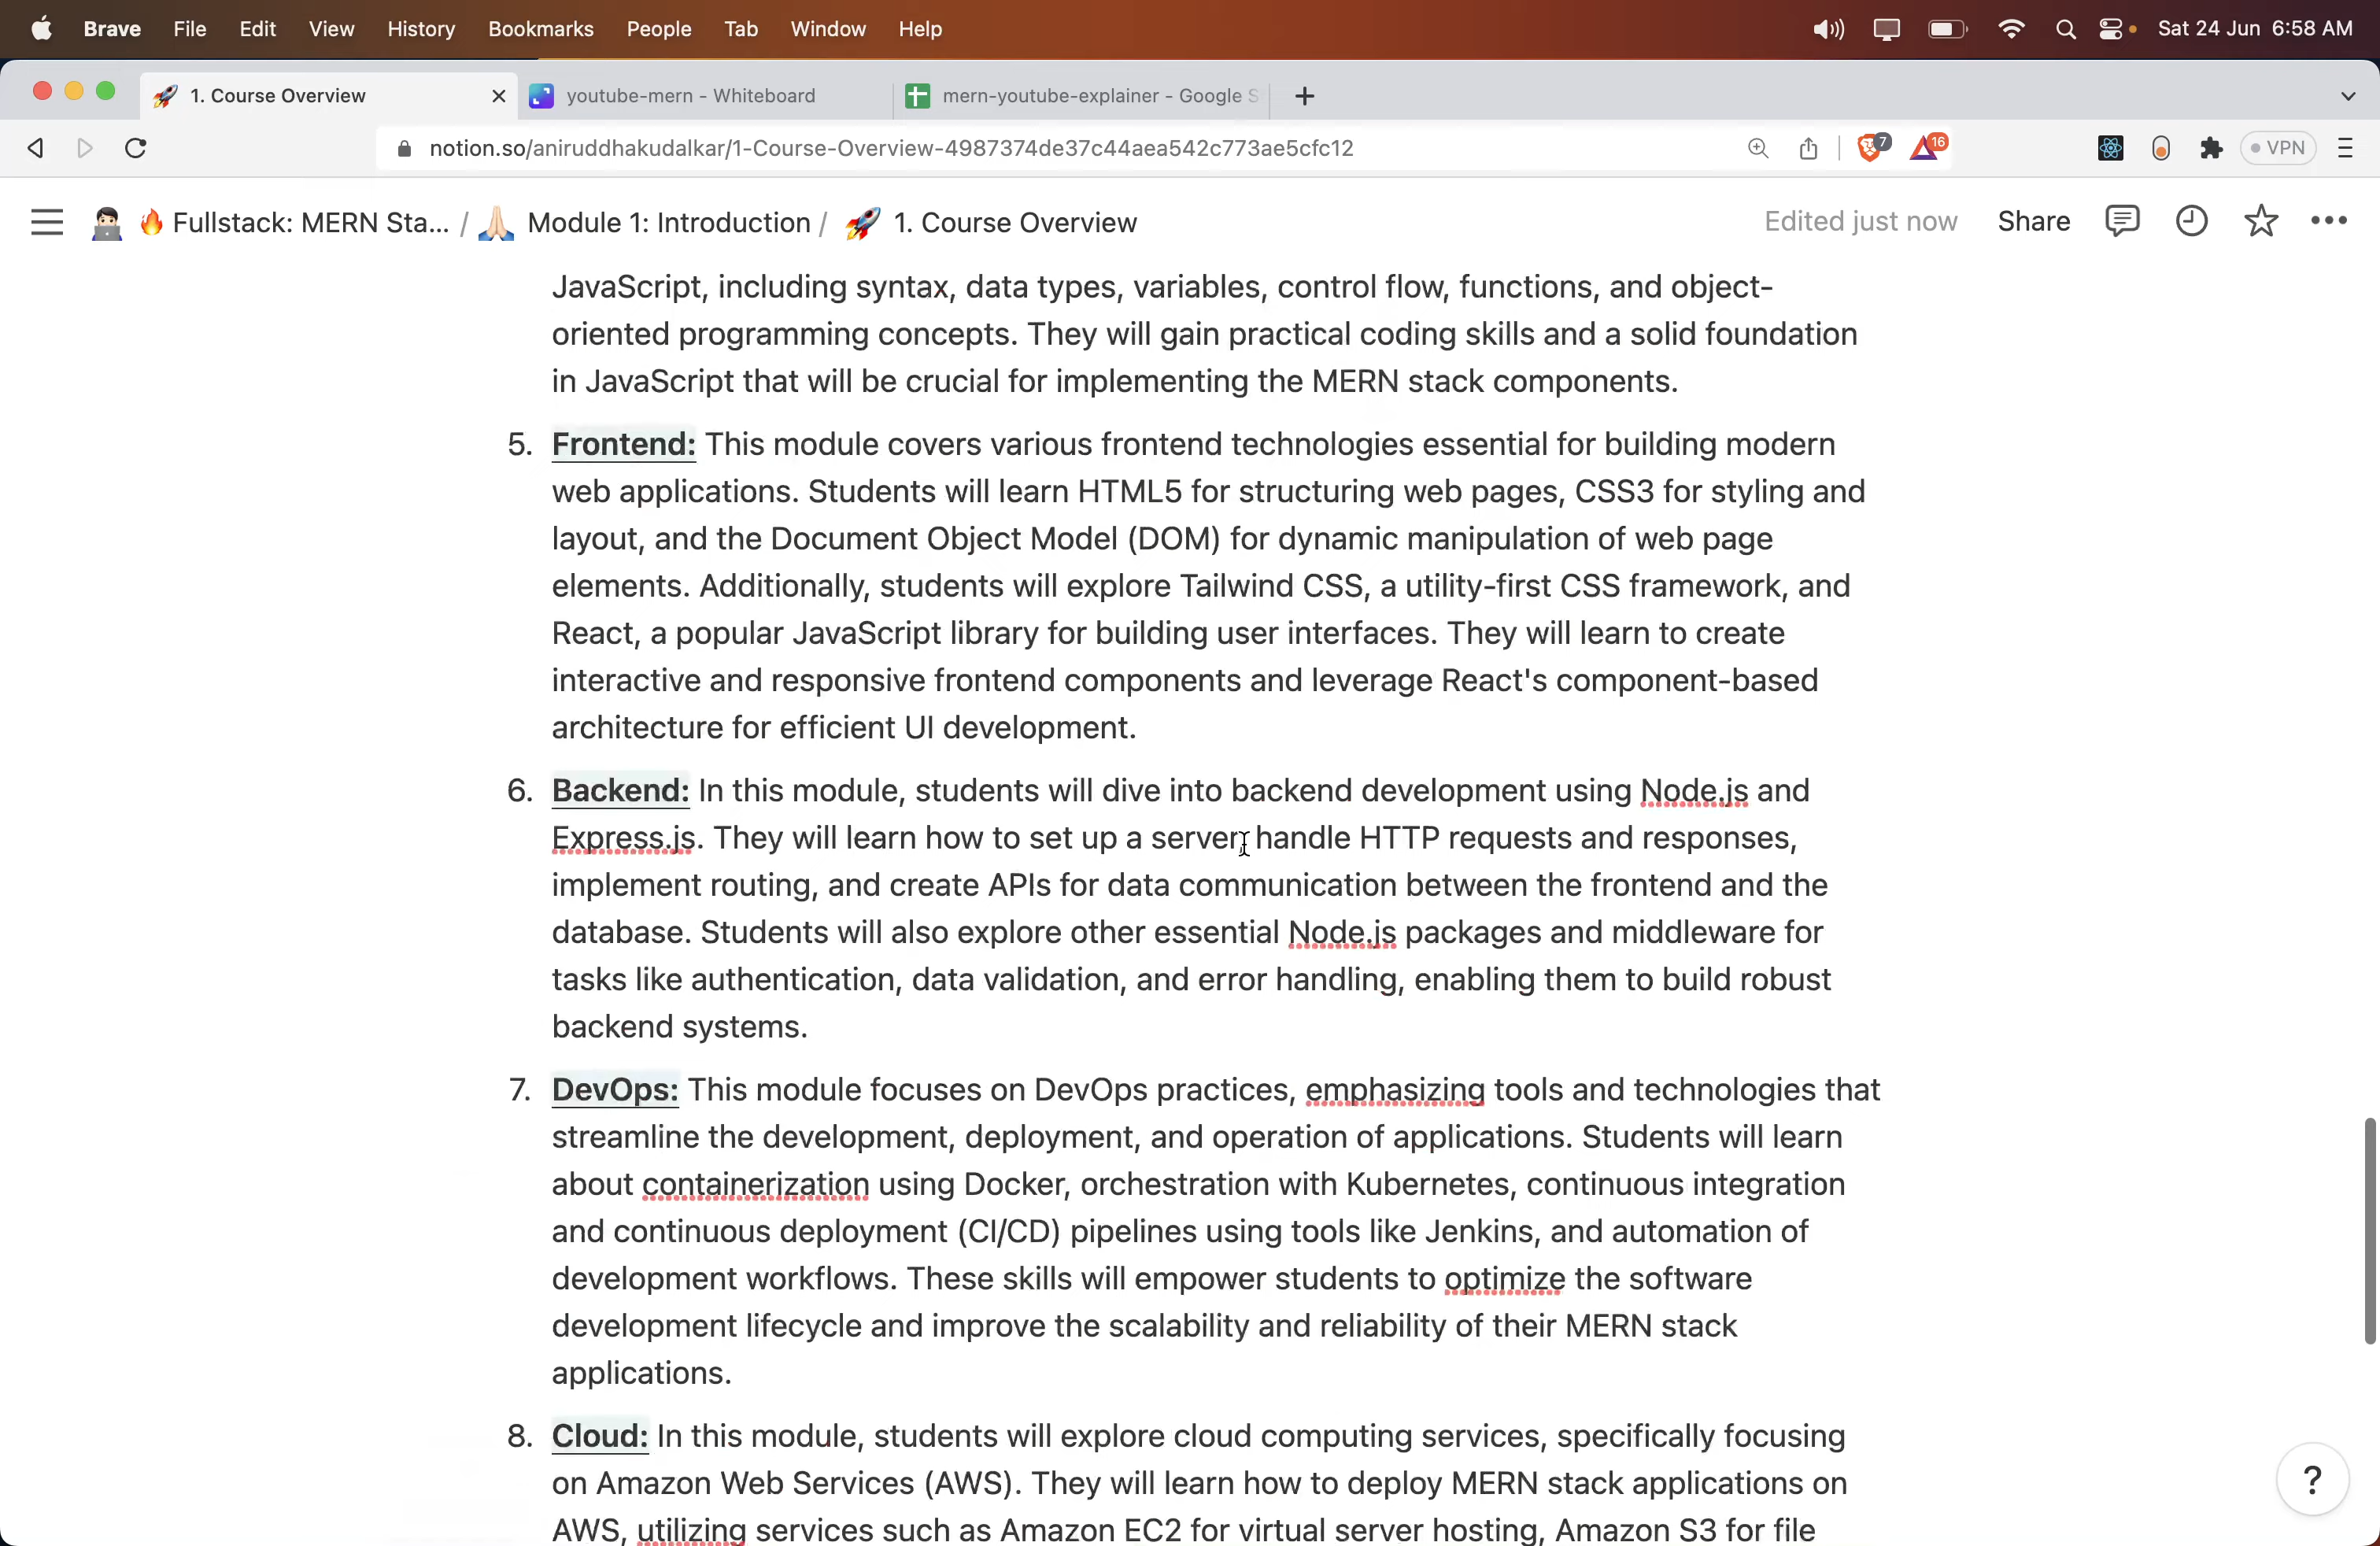 Brave File Edit View History Bookmarks People Tab Window Help Sat 24 Jun 6:58 AM
1. Course Overview youtube-mern - Whiteboard mern-youtube-explainer - Google S
notion.so/aniruddhakudalkar/1-Course-Overview-4987374de37c44aea542c773ae5cfc12 7 16 VPN
Fullstack: MERN Sta... / Module 1: Introduction / 1. Course Overview Edited just now Share
JavaScript, including syntax, data types, variables, control flow, functions, and object-
oriented programming concepts. They will gain practical coding skills and a solid foundation
in JavaScript that will be crucial for implementing the MERN stack components.
5. Frontend: This module covers various frontend technologies essential for building modern
web applications. Students will learn HTML5 for structuring web pages, CSS3 for styling and
layout, and the Document Object Model (DOM) for dynamic manipulation of web page
elements. Additionally, students will explore Tailwind CSS, a utility-first CSS framework, and
React, a popular JavaScript library for building user interfaces. They will learn to create
interactive and responsive frontend components and leverage React's component-based
architecture for efficient UI development.
6. Backend: In this module, students will dive into backend development using Node.js and
Express.js. They will learn how to set up a server, handle HTTP requests and responses,
implement routing, and create APIs for data communication between the frontend and the
database. Students will also explore other essential Node.js packages and middleware for
tasks like authentication, data validation, and error handling, enabling them to build robust
backend systems.
7. DevOps: This module focuses on DevOps practices, emphasizing tools and technologies that
streamline the development, deployment, and operation of applications. Students will learn
about containerization using Docker, orchestration with Kubernetes, continuous integration
and continuous deployment (CI/CD) pipelines using tools like Jenkins, and automation of
development workflows. These skills will empower students to optimize the software
development lifecycle and improve the scalability and reliability of their MERN stack
applications.
8. Cloud: In this module, students will explore cloud computing services, specifically focusing
on Amazon Web Services (AWS). They will learn how to deploy MERN stack applications on
AWS, utilizing services such as Amazon EC2 for virtual server hosting, Amazon S3 for file
?